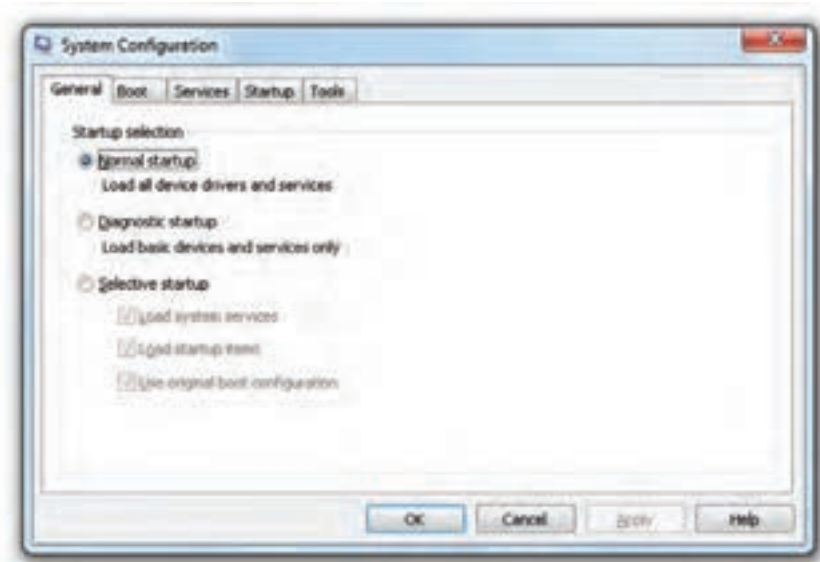 System Configuration
General Boot Services Startup Tools
Startup selection
Normal startup
Load all device drivers and services
Diagnostic startup
Load basic devices and services only
Selective startup
Load system services
Load startup items
Use original boot configuration
OK Cancel Apply Help